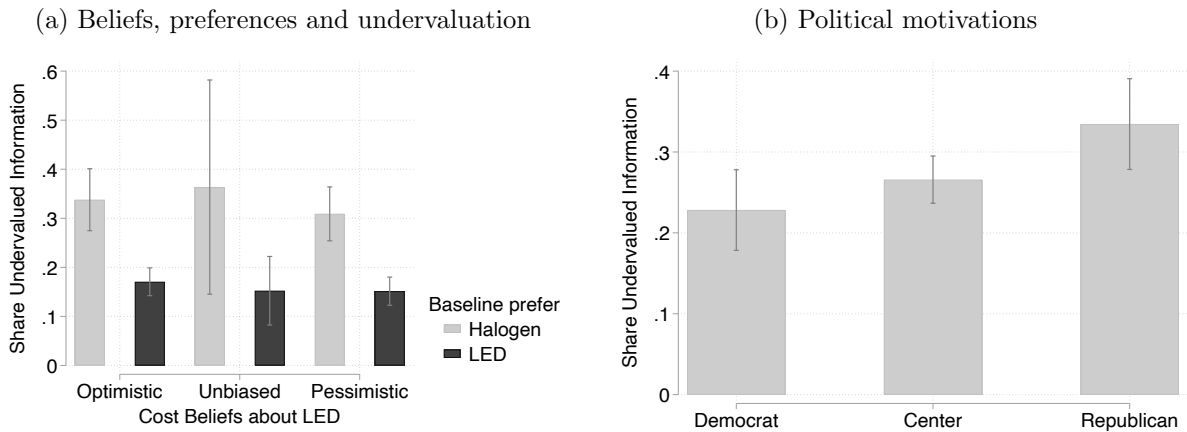 (a) Beliefs, preferences and undervaluation
Share Undervalued Information
.6
.5
.4
.3
.2
.1
0
Optimistic Unbiased Pessimistic
Cost Beliefs about LED
Baseline prefer
Halogen
LED
(b) Political motivations
Share Undervalued Information
.4
.3
.2
.1
0
Democrat Center Republican